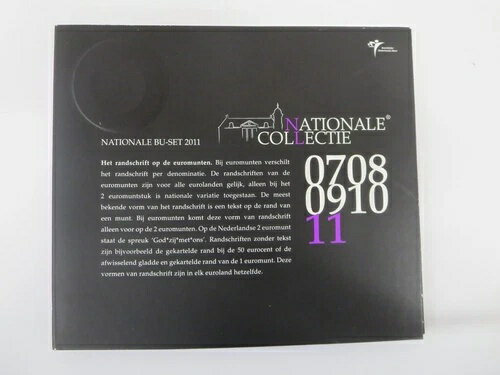 NATIONALE®
COLLECTIE
NATIONALE BU-SET 2011
Het randschrift op de euromunten. Bij euromunten verschilt
het randschrift per denominatie. De randschriften van de
euromunten zijn voor alle eurolanden gelijk, alleen bij het
2 euromuntstuk is nationale variatie toegestaan. De meest
bekende vorm van het randschrift is een tekst op de rand van
een munt. Bij euromunten komt deze vorm van randschrift
alleen voor op de 2 euromunten. Op de Nederlandse 2 euromunt
staat de spreuk ‘God*zij*met*ons’. Randschriften zonder tekst
zijn bijvoorbeeld de gekartelde rand bij de 50 eurocent of de
afwisselend gladde en gekartelde rand van de 1 euromunt. Deze
vormen van randschrift zijn in elk euroland hetzelfde.
0708
0910
11